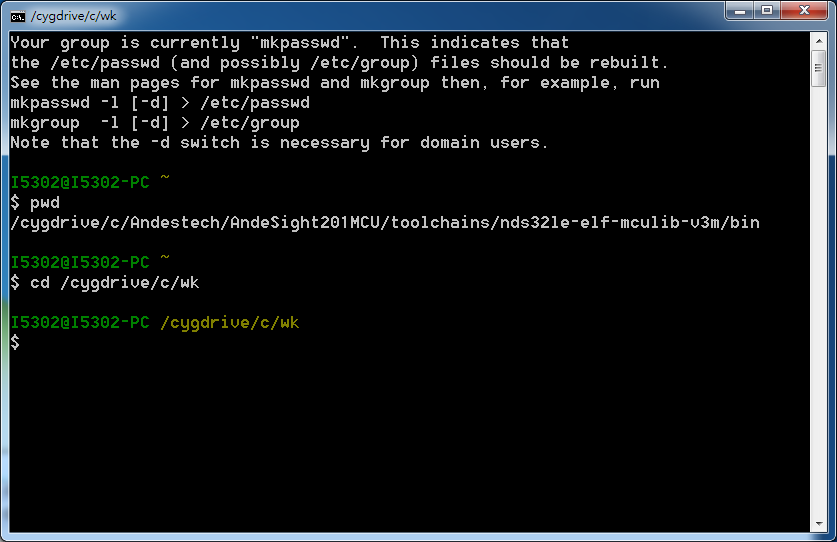 /cygdrive/c/wk
Your group is currently "mkpasswd".  This indicates that
the /etc/passwd (and possibly /etc/group) files should be rebuilt.
See the man pages for mkpasswd and mkgroup then, for example, run
mkpasswd -l [-d] > /etc/passwd
mkgroup  -l [-d] > /etc/group
Note that the -d switch is necessary for domain users.
I5302@I5302-PC ~
$ pwd
/cygdrive/c/Andestech/AndeSight201MCU/toolchains/nds32le-elf-mculib-v3m/bin
I5302@I5302-PC ~
$ cd /cygdrive/c/wk
I5302@I5302-PC /cygdrive/c/wk
$